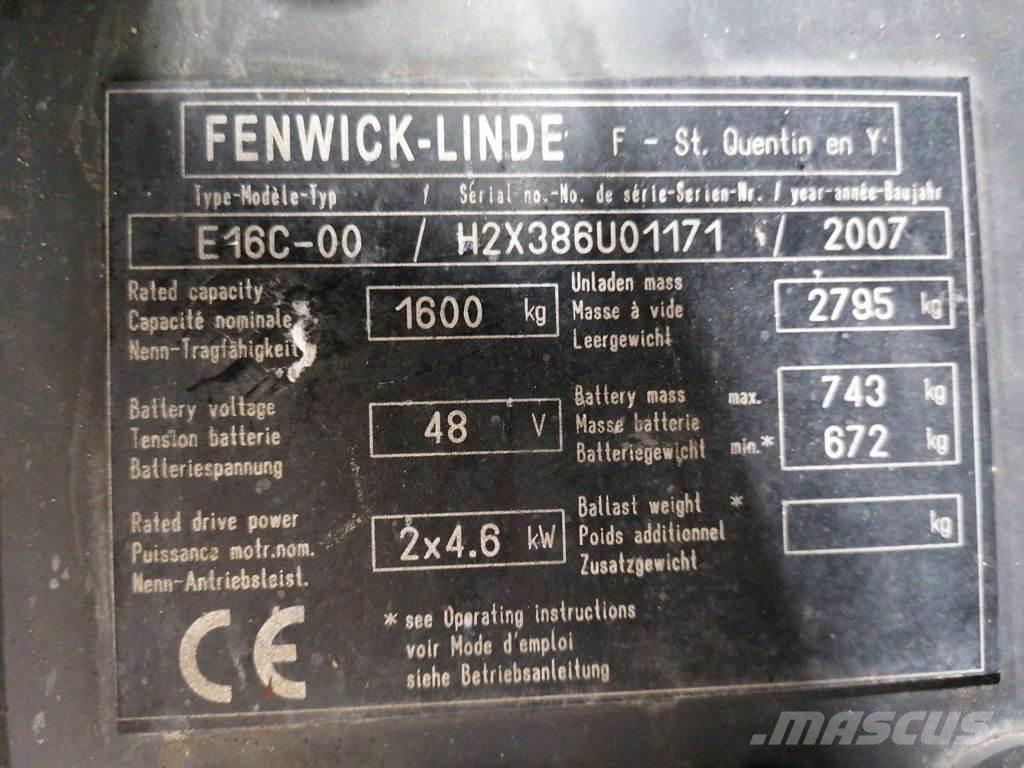 FENWICK-LINDE F - St. Quentin en Y.
Type-Modèle-Typ / Sérial no.-No. de série-Serien-Nr. / year-année-Baujahr
E16C-00 / H2X386U01171 / 2007
Rated capacity
Capacité nominale 1600 kg
Nenn-Tragfähigkeit
Unladen mass
Masse à vide 2795 kg
Leergewicht
Battery voltage
Tension batterie 48 V
Batteriespannung
Battery mass max. 743 kg
Masse batterie
Batteriegewicht min.* 672 kg
Rated drive power
Puissance motr.nom. 2x4.6 kW
Nenn-Antriebsleist.
Ballast weight *
Poids additionnel kg
Zusatzgewicht
CE
* see Operating instructions
voir Mode d'emploi
siehe Betriebsanleitung
MASCUS